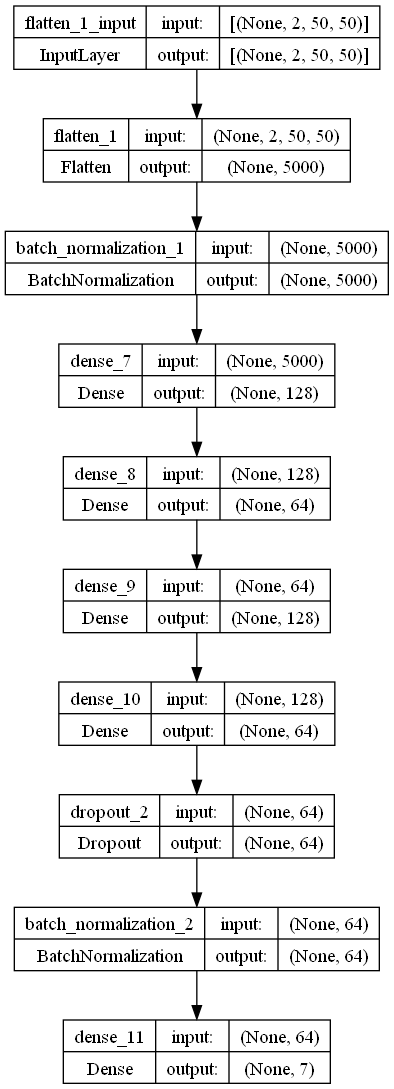 flatten_1_input input: [(None, 2, 50, 50)]
InputLayer output: [(None, 2, 50, 50)]
flatten_1 input: (None, 2, 50, 50)
Flatten output: (None, 5000)
batch_normalization_1 input: (None, 5000)
BatchNormalization output: (None, 5000)
dense_7 input: (None, 5000)
Dense output: (None, 128)
dense_8 input: (None, 128)
Dense output: (None, 64)
dense_9 input: (None, 64)
Dense output: (None, 128)
dense_10 input: (None, 128)
Dense output: (None, 64)
dropout_2 input: (None, 64)
Dropout output: (None, 64)
batch_normalization_2 input: (None, 64)
BatchNormalization output: (None, 64)
dense_11 input: (None, 64)
Dense output: (None, 7)